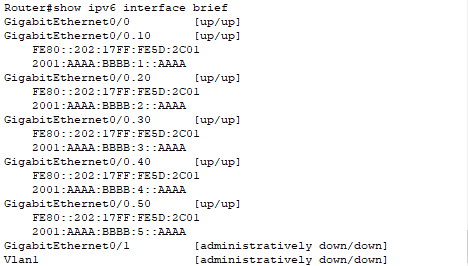 Router#show ipv6 interface brief
GigabitEthernet0/0 [up/up]
GigabitEthernet0/0.10 [up/up]
FE80::202:17FF:FE5D:2C01
2001:AAAA:BBBB:1::AAAA
GigabitEthernet0/0.20 [up/up]
FE80::202:17FF:FE5D:2C01
2001:AAAA:BBBB:2::AAAA
GigabitEthernet0/0.30 [up/up]
FE80::202:17FF:FE5D:2C01
2001:AAAA:BBBB:3::AAAA
GigabitEthernet0/0.40 [up/up]
FE80::202:17FF:FE5D:2C01
2001:AAAA:BBBB:4::AAAA
GigabitEthernet0/0.50 [up/up]
FE80::202:17FF:FE5D:2C01
2001:AAAA:BBBB:5::AAAA
GigabitEthernet0/1 [administratively down/down]
Vlan1 [administratively down/down]